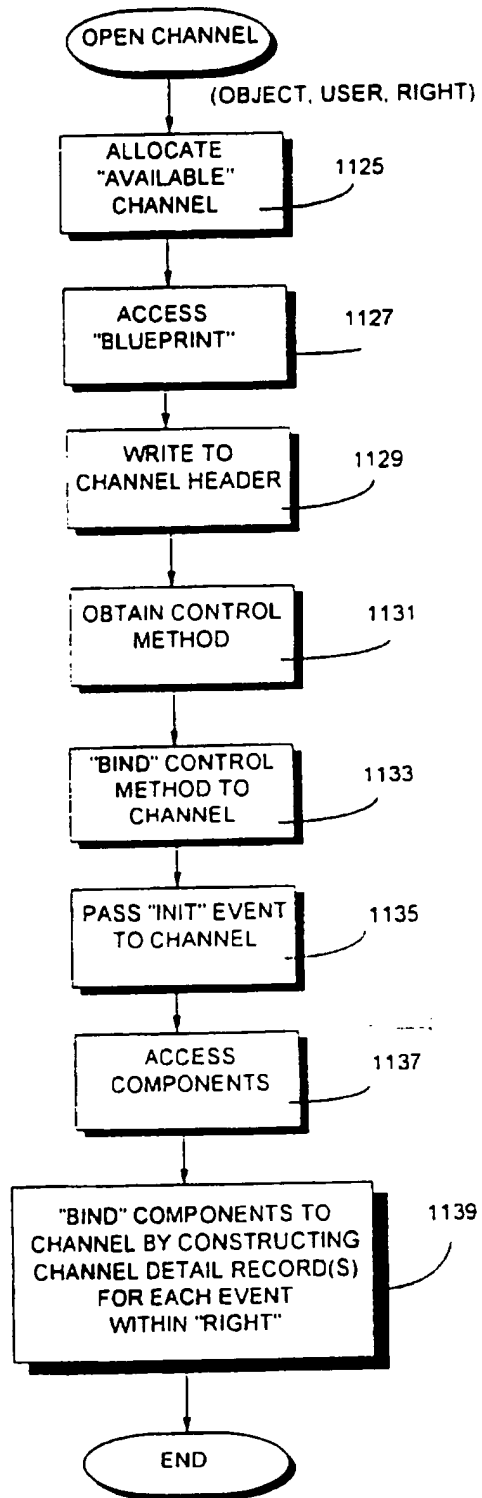 OPEN CHANNEL
(OBJECT, USER, RIGHT)
ALLOCATE
"AVAILABLE"
CHANNEL
1125
ACCESS
"BLUEPRINT"
1127
WRITE TO
CHANNEL HEADER
1129
OBTAIN CONTROL
METHOD
1131
"BIND" CONTROL
METHOD TO
CHANNEL
1133
PASS "INIT" EVENT
TO CHANNEL
1135
ACCESS
COMPONENTS
1137
"BIND" COMPONENTS TO
CHANNEL BY CONSTRUCTING
CHANNEL DETAIL RECORD(S)
FOR EACH EVENT
WITHIN "RIGHT"
1139
END